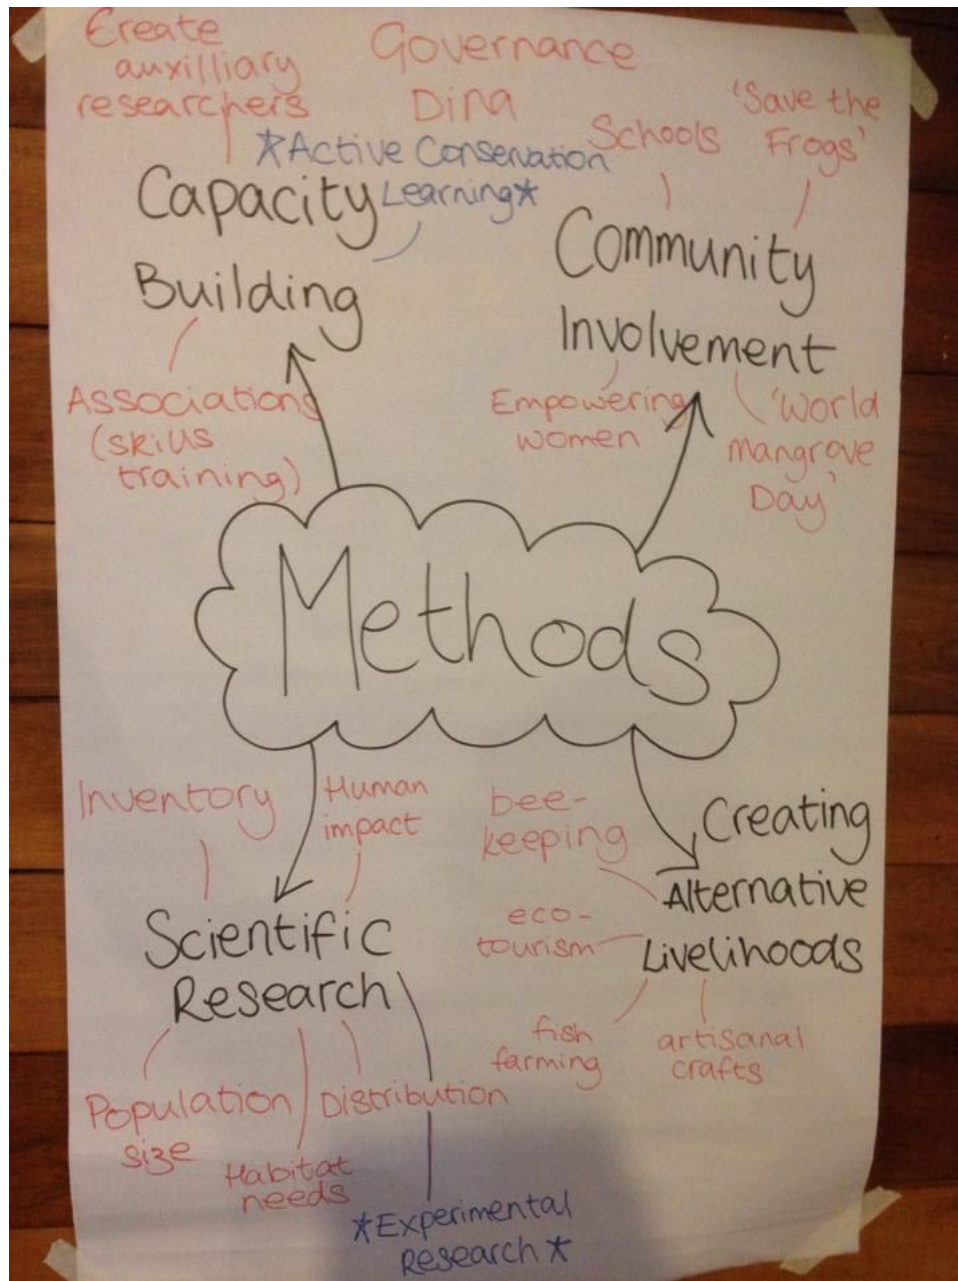 Create
auxilliary
researchers
Governance
Dina
*Active Conservation
Learning*
Schools
'Save the
Frogs'
Capacity
Building
Associations
(skills
training)
Community
Involvement
Empowering
women
'World
mangrove
Day'
Methods
Inventory
Human
impact
Scientific
Research
Population
size
Habitat
needs
Distribution
*Experimental
Research*
bee-
keeping
Creating
Alternative
Livelihoods
eco-
tourism
fish
farming
artisanal
crafts